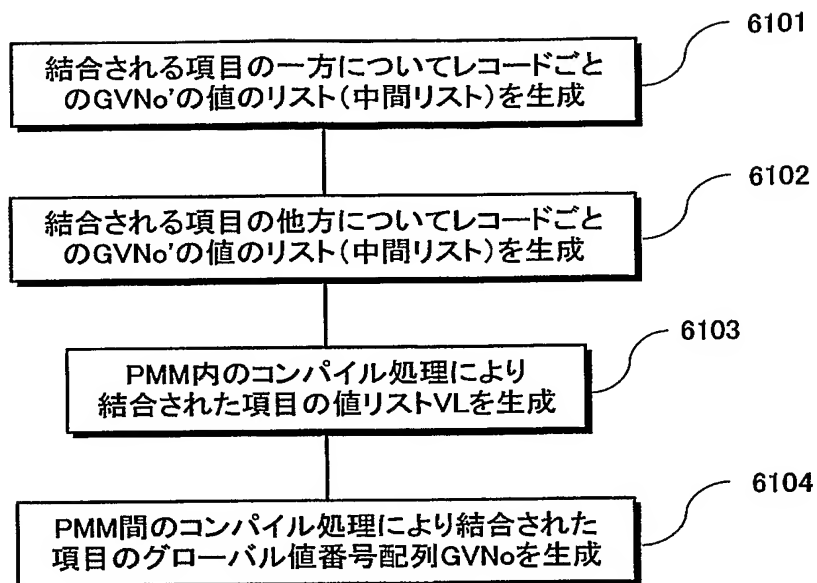 6101
結合される項目の一方についてレコードごと
のGVNo'の値のリスト(中間リスト)を生成
6102
結合される項目の他方についてレコードごと
のGVNo'の値のリスト(中間リスト)を生成
6103
PMM内のコンパイル処理により
結合された項目の値リストVLを生成
6104
PMM間のコンパイル処理により結合された
項目のグローバル値番号配列GVNoを生成